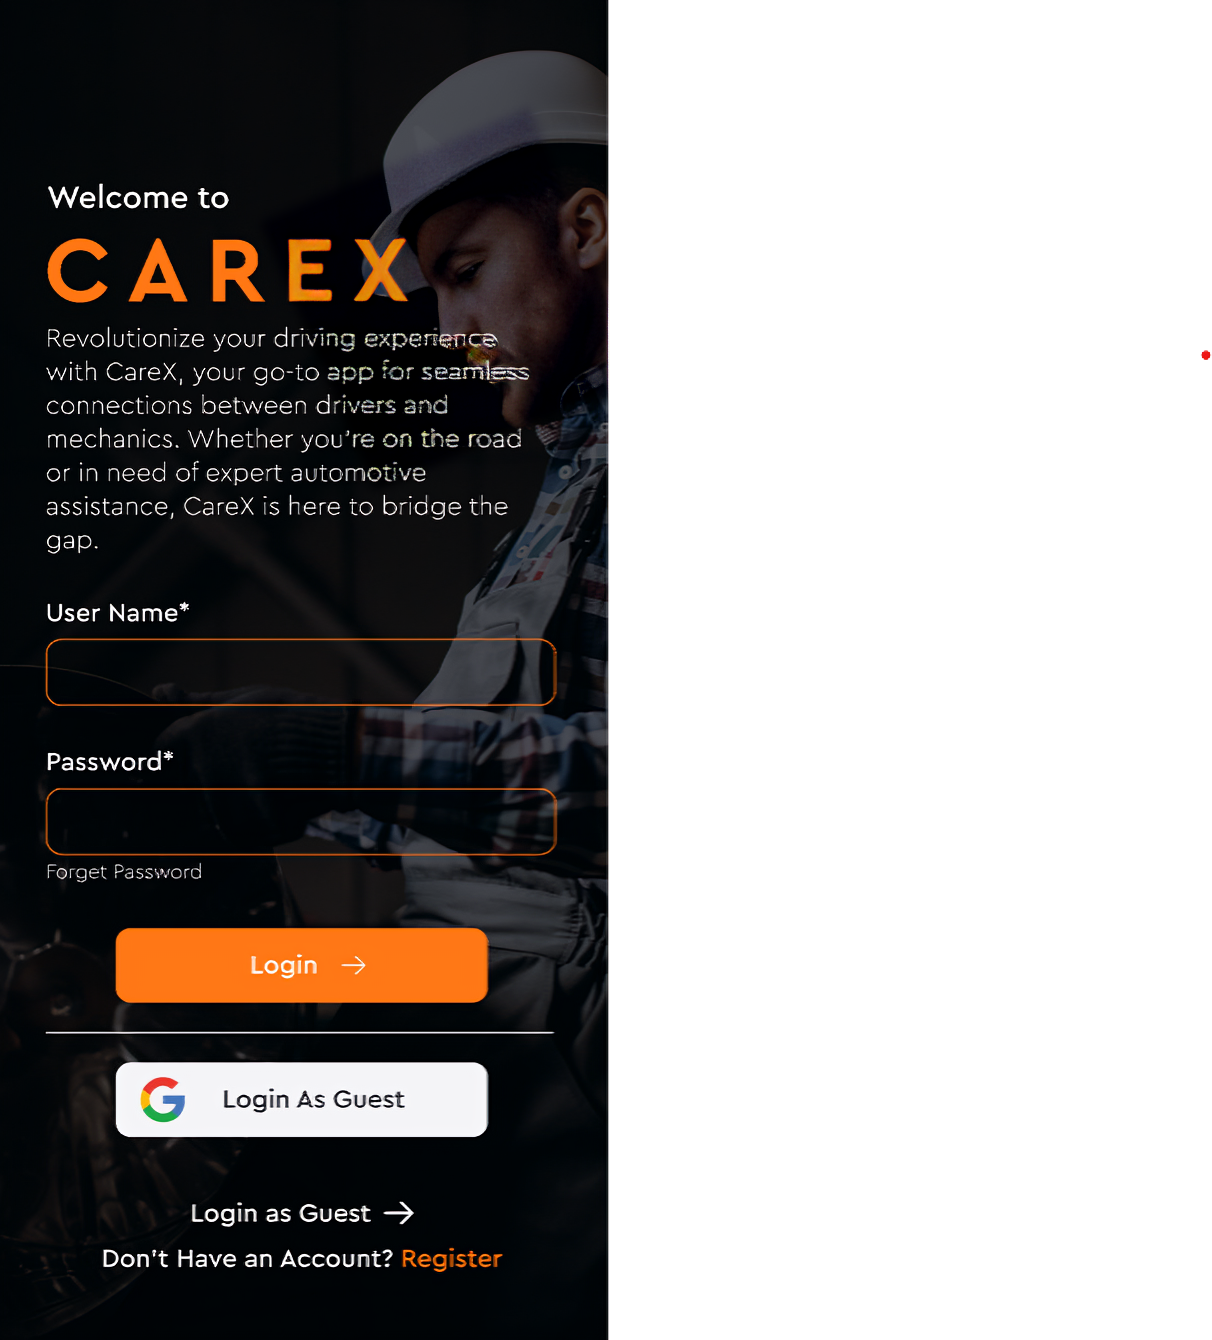 Welcome to
CAREX
Revolutionize your driving experience
with CareX, your go-to app for seamless
connections between drivers and
mechanics. Whether you're on the road
or in need of expert automotive
assistance, CareX is here to bridge the
gap.
User Name*
Password*
Forget Password
Login →
Login As Guest
Login as Guest →
Don't Have an Account? Register